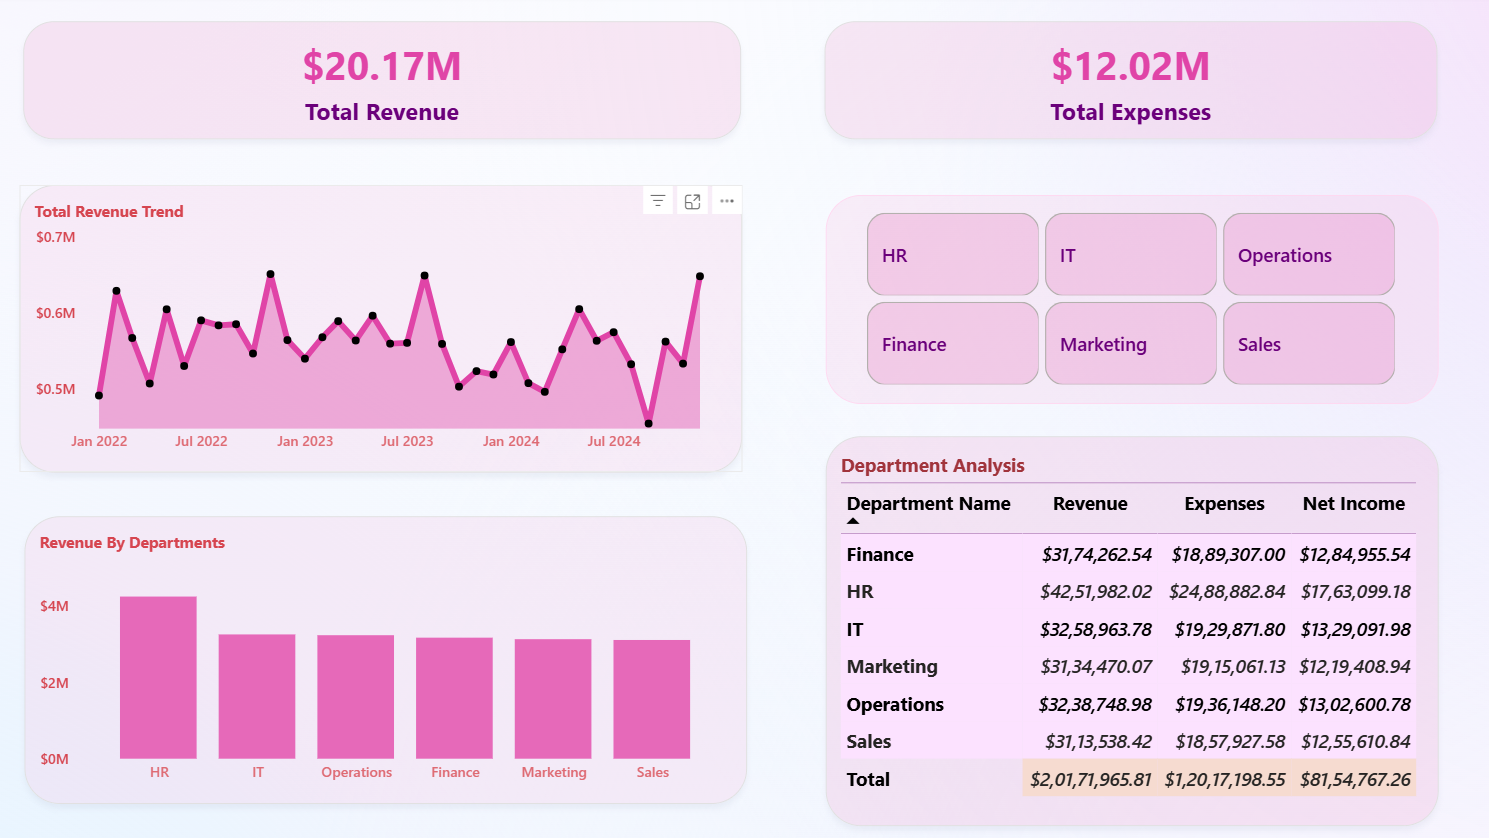 $20.17M
Total Revenue
$12.02M
Total Expenses
Total Revenue Trend
$0.7M
$0.6M
$0.5M
Jan 2022 Jul 2022 Jan 2023 Jul 2023 Jan 2024 Jul 2024
HR IT Operations
Finance Marketing Sales
Revenue By Departments
$4M
$2M
$0M
HR IT Operations Finance Marketing Sales
Department Analysis
Department Name Revenue Expenses Net Income
Finance $31,74,262.54 $18,89,307.00 $12,84,955.54
HR $42,51,982.02 $24,88,882.84 $17,63,099.18
IT $32,58,963.78 $19,29,871.80 $13,29,091.98
Marketing $31,34,470.07 $19,15,061.13 $12,19,408.94
Operations $32,38,748.98 $19,36,148.20 $13,02,600.78
Sales $31,13,538.42 $18,57,927.58 $12,55,610.84
Total $2,01,71,965.81 $1,20,17,198.55 $81,54,767.26